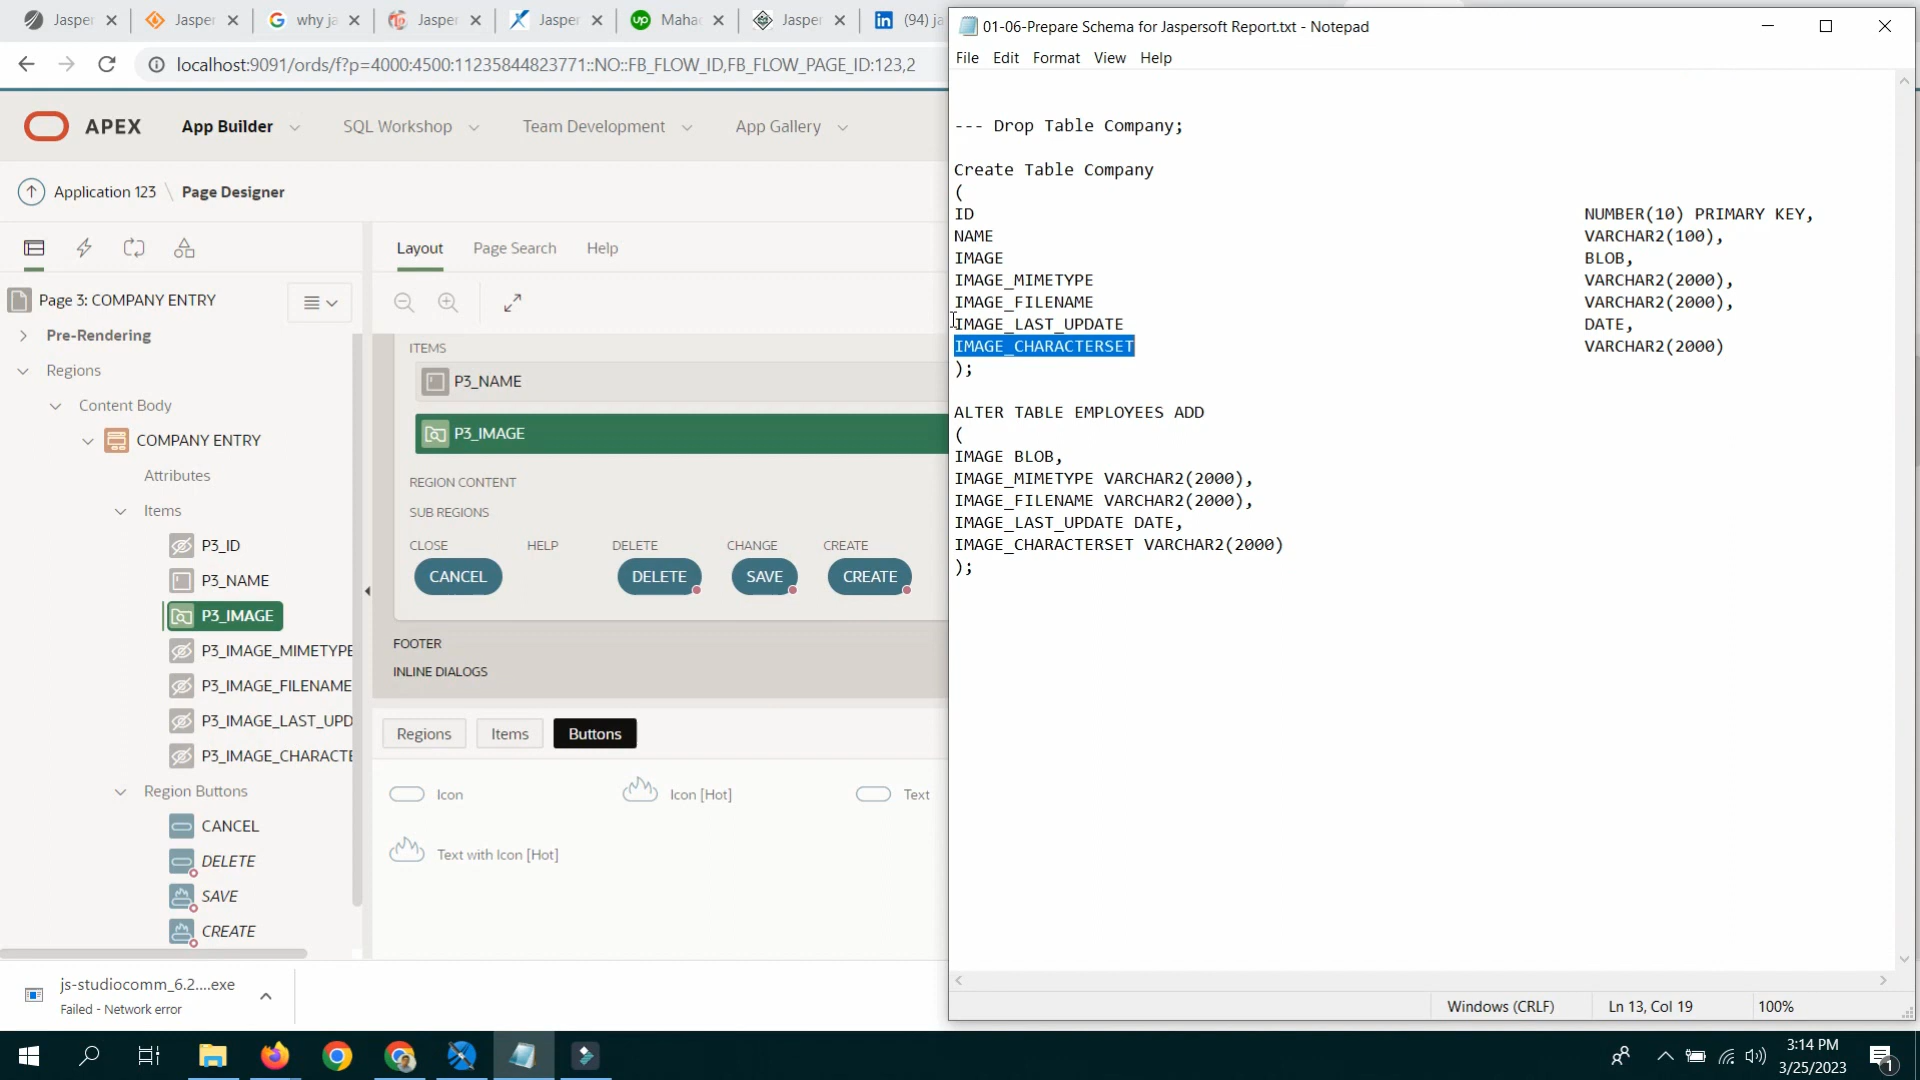 Jasper
Jasper
why ja
Jasper
Jasper
Maha
Jasper
(94) ja
localhost:9091/ords/f?p=4000:4500:11235844823771::NO::FB_FLOW_ID,FB_FLOW_PAGE_ID:123,2
APEX
App Builder
SQL Workshop
Team Development
App Gallery
Application 123 \ Page Designer
Page 3: COMPANY ENTRY
Pre-Rendering
Regions
Content Body
COMPANY ENTRY
Attributes
Items
P3_ID
P3_NAME
P3_IMAGE
P3_IMAGE_MIMETYPE
P3_IMAGE_FILENAME
P3_IMAGE_LAST_UPD
P3_IMAGE_CHARACTE
Region Buttons
CANCEL
DELETE
SAVE
CREATE
Layout
Page Search
Help
ITEMS
P3_NAME
P3_IMAGE
REGION CONTENT
SUB REGIONS
CLOSE
HELP
DELETE
CHANGE
CREATE
CANCEL
DELETE
SAVE
CREATE
FOOTER
INLINE DIALOGS
Regions
Items
Buttons
Icon
Icon [Hot]
Text
Text with Icon [Hot]
js-studiocomm_6.2....exe
Failed - Network error
01-06-Prepare Schema for Jaspersoft Report.txt - Notepad
File Edit Format View Help
--- Drop Table Company;
Create Table Company
(
ID NUMBER(10) PRIMARY KEY,
NAME VARCHAR2(100),
IMAGE BLOB,
IMAGE_MIMETYPE VARCHAR2(2000),
IMAGE_FILENAME VARCHAR2(2000),
IMAGE_LAST_UPDATE DATE,
IMAGE_CHARACTERSET VARCHAR2(2000)
);
ALTER TABLE EMPLOYEES ADD
(
IMAGE BLOB,
IMAGE_MIMETYPE VARCHAR2(2000),
IMAGE_FILENAME VARCHAR2(2000),
IMAGE_LAST_UPDATE DATE,
IMAGE_CHARACTERSET VARCHAR2(2000)
);
Windows (CRLF)
Ln 13, Col 19
100%
3:14 PM
3/25/2023
1